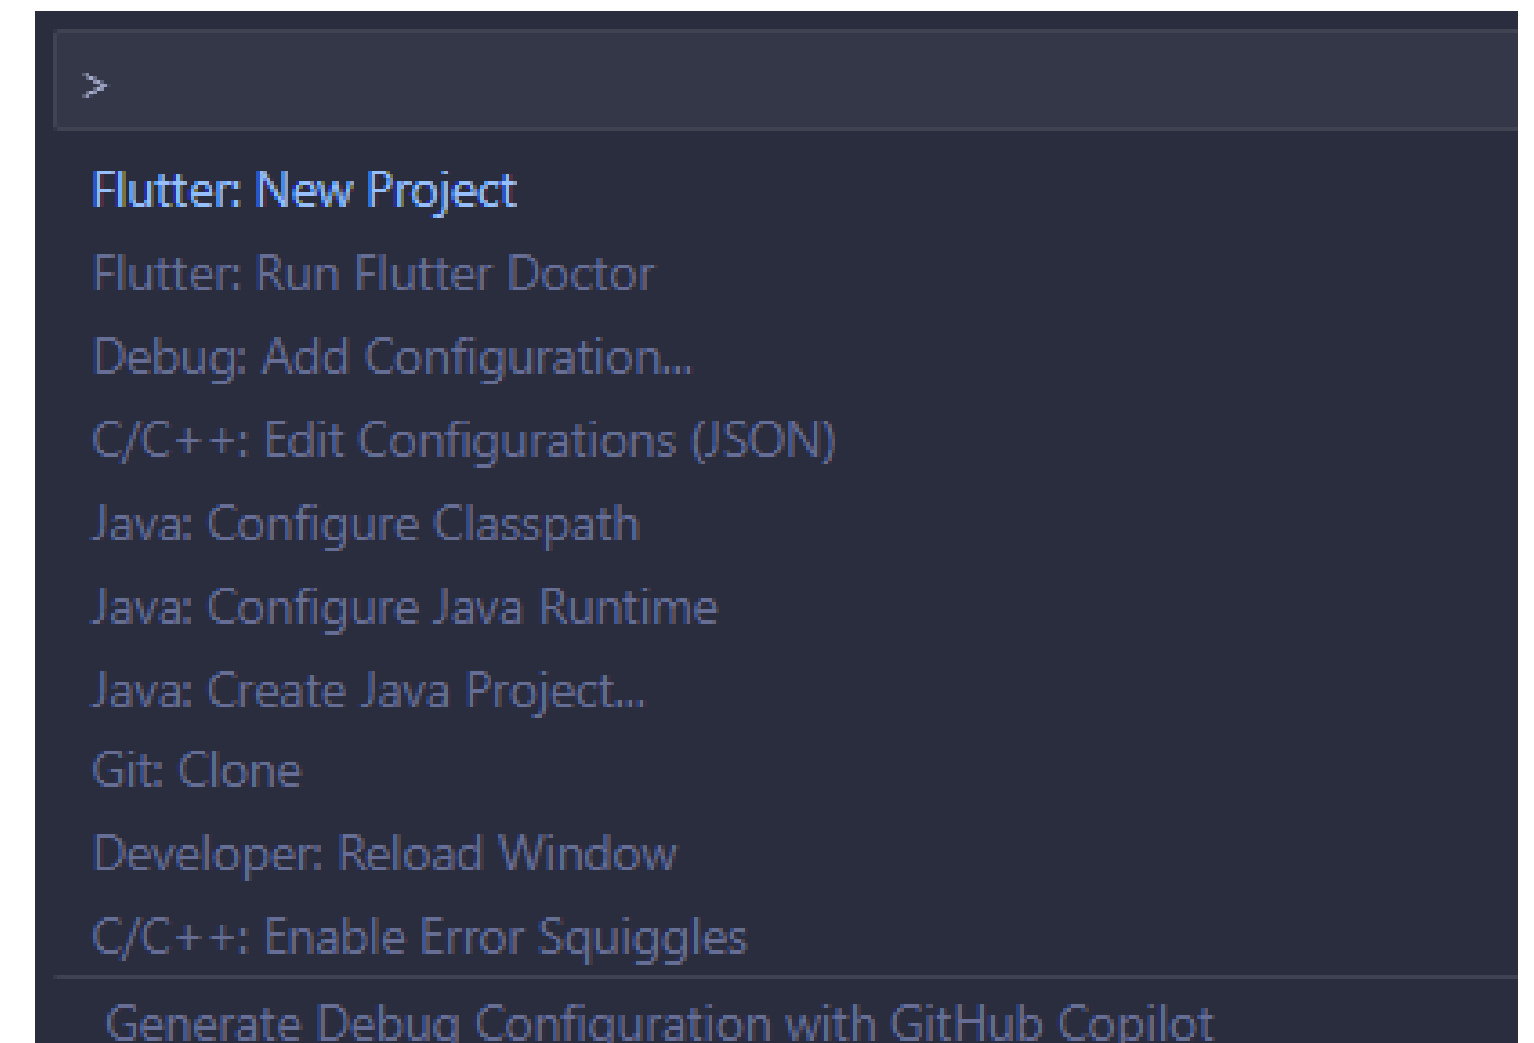 >
Flutter: New Project
Flutter: Run Flutter Doctor
Debug: Add Configuration...
C/C++: Edit Configurations (JSON)
Java: Configure Classpath
Java: Configure Java Runtime
Java: Create Java Project...
Git: Clone
Developer: Reload Window
C/C++: Enable Error Squiggles
Generate Debug Configuration with GitHub Copilot